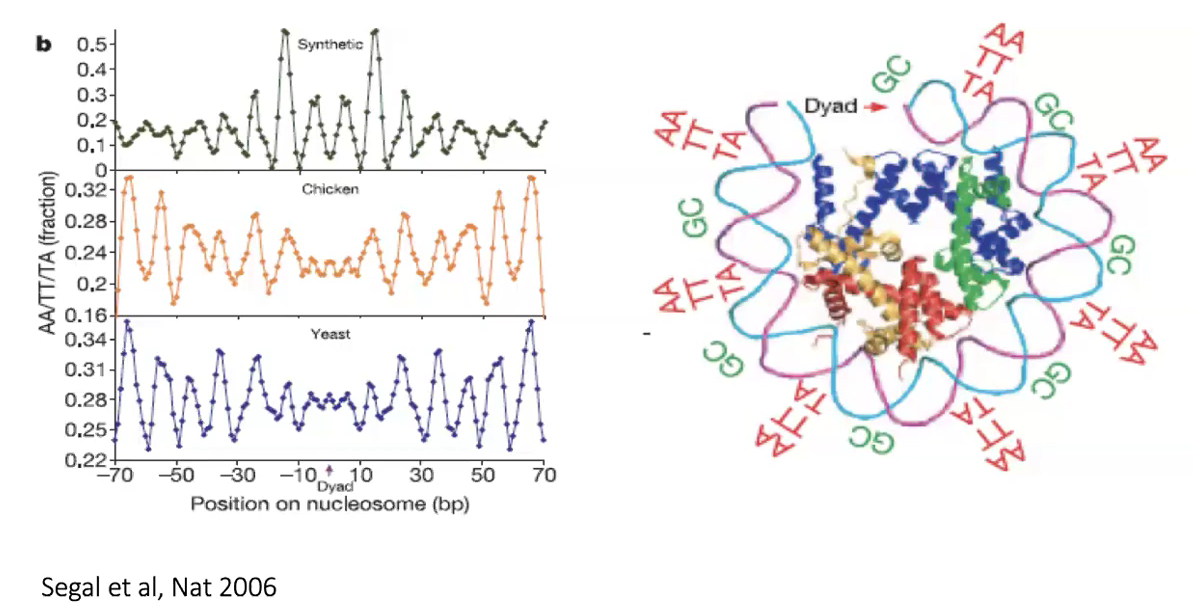 b
Synthetic
0.5
0.4
0.3
0.2
0.1
0
Chicken
0.32
0.28
0.24
0.2
0.16
Yeast
0.34
0.31
0.28
0.25
0.22
AA/TT/TA (fraction)
−70 −50 −30 −10 10 30 50 70
Dyad
Position on nucleosome (bp)
Dyad
GC
AA
TT
TA
GC
AA
TT
TA
GC
AA
TT
TA
GC
AA
TT
TA
GC
AA
TT
TA
GC
AA
TT
TA
GC
AA
TT
TA
Segal et al, Nat 2006